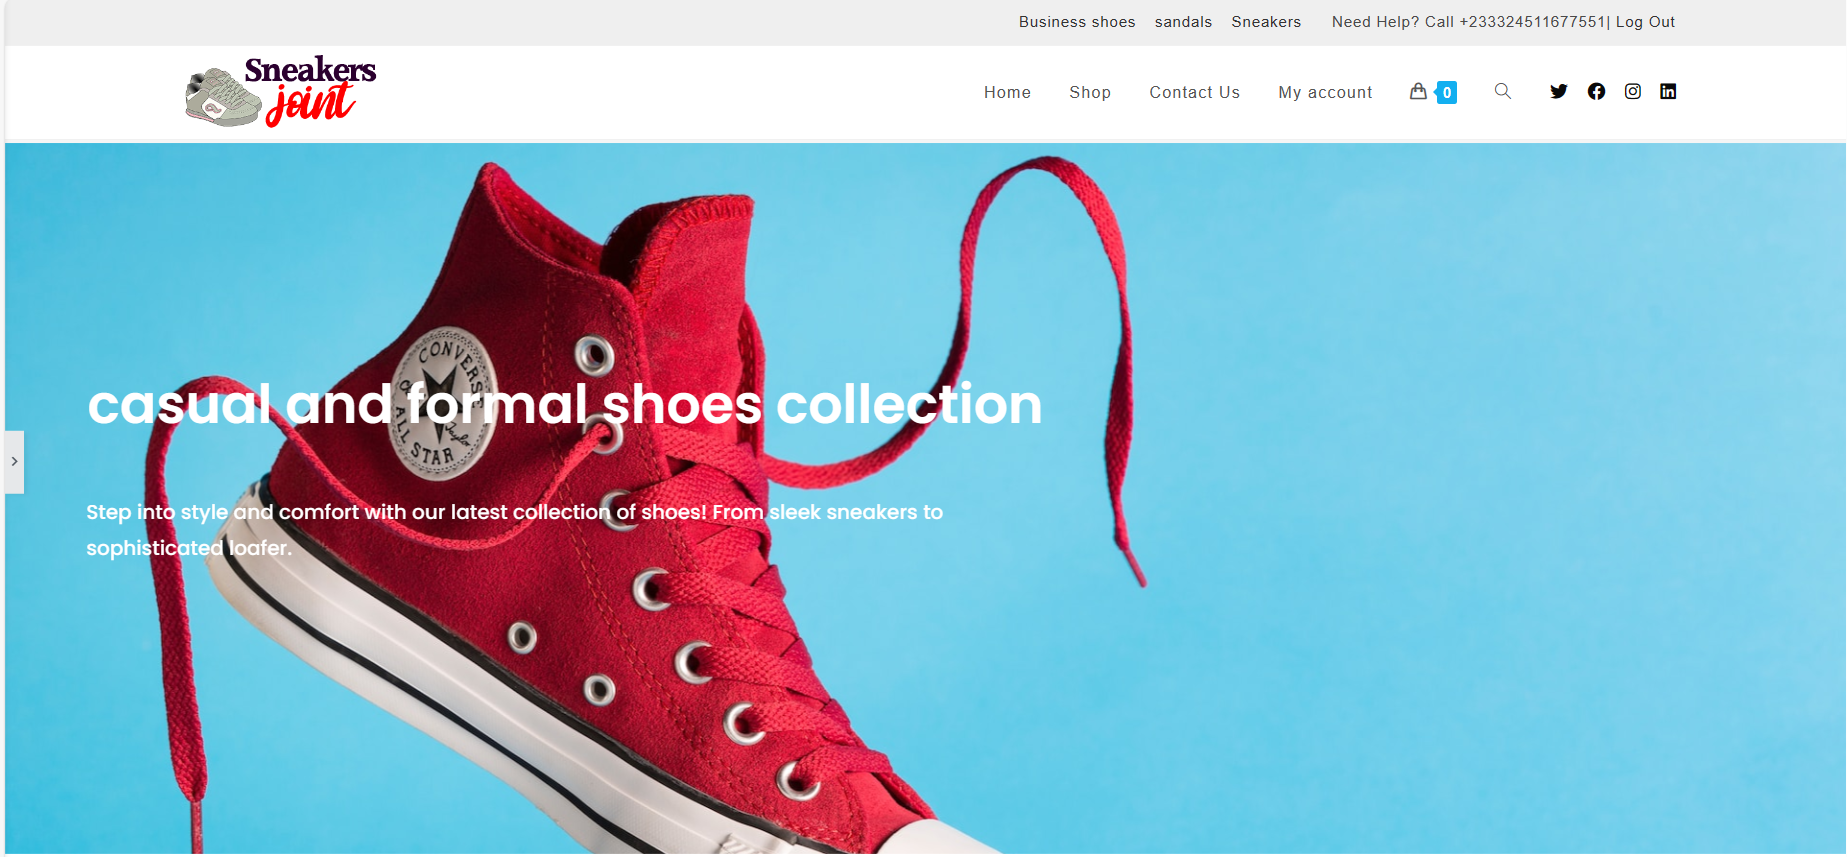 Business shoes sandals Sneakers Need Help? Call +233324511677551| Log Out
Sneakers
joint
Home Shop Contact Us My account 0
CONVERSE
ALL STAR
casual and formal shoes collection
Step into style and comfort with our latest collection of shoes! From sleek sneakers to
sophisticated loafer.